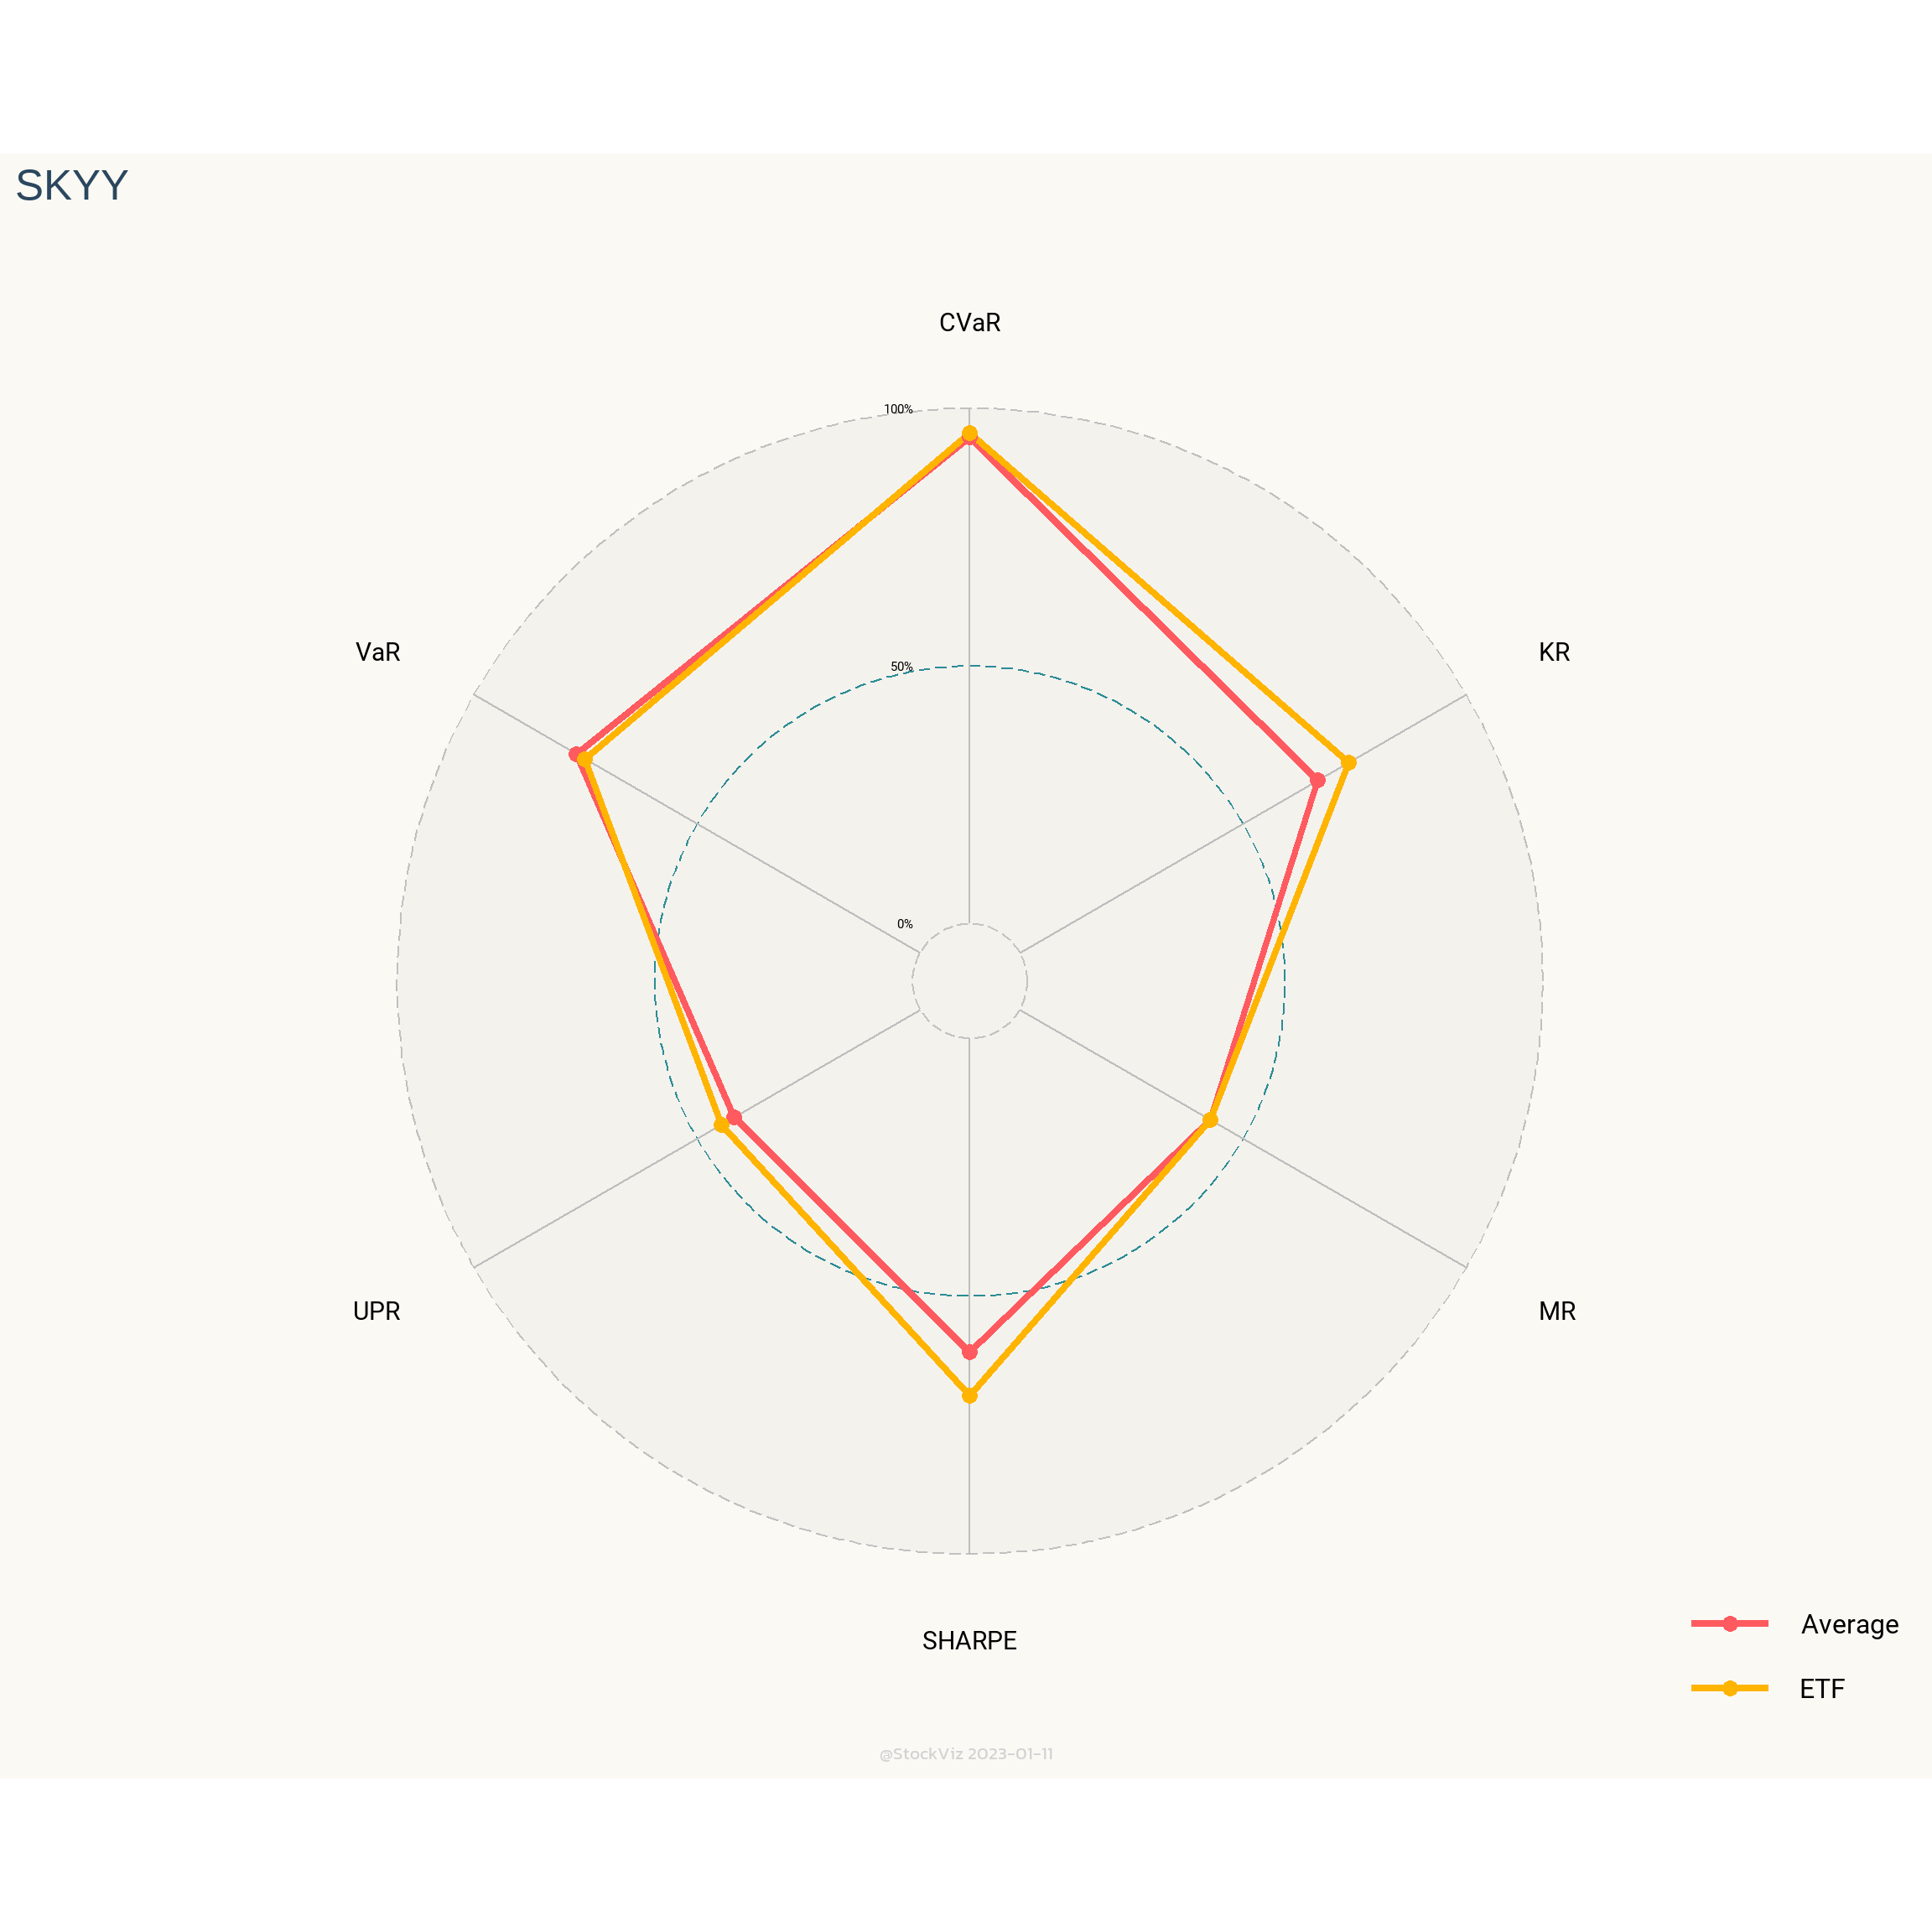 SKYY
CVaR
100%
VaR
KR
50%
0%
UPR
MR
SHARPE
Average
ETF
@StockViz 2023-01-11